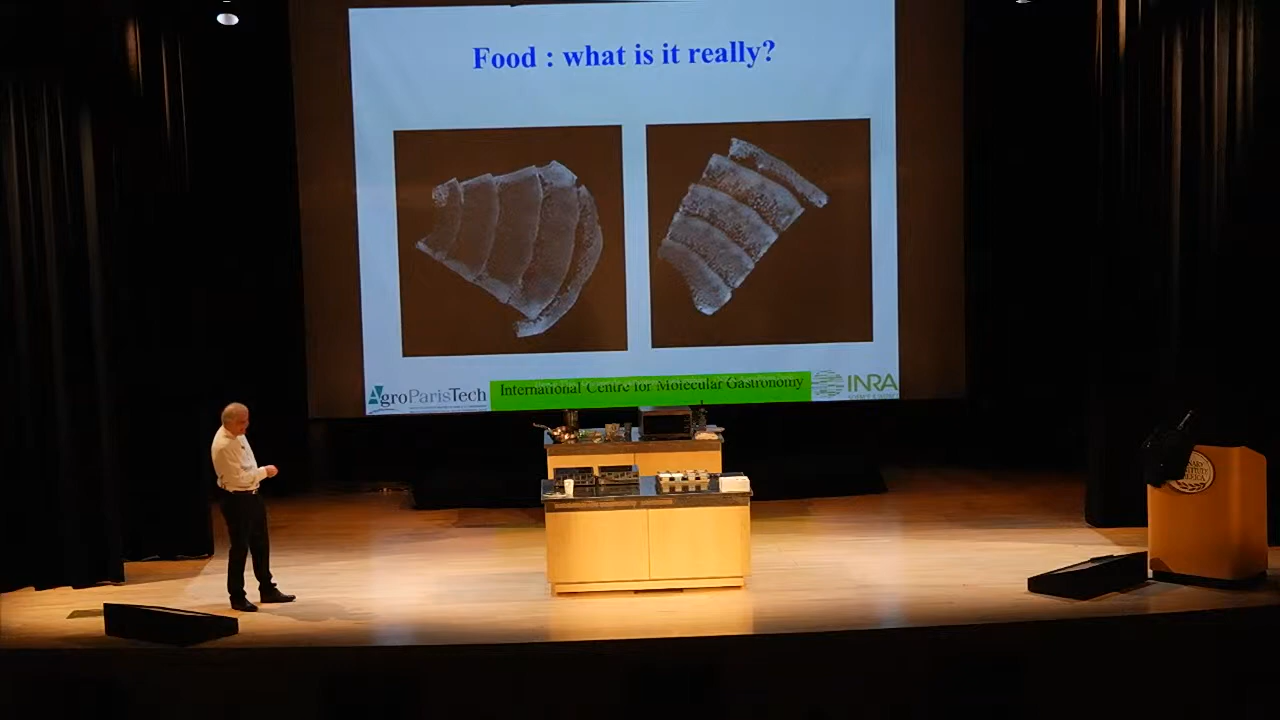 Food : what is it really?
AgroParisTech
International Centre for Molecular Gastronomy
INRA